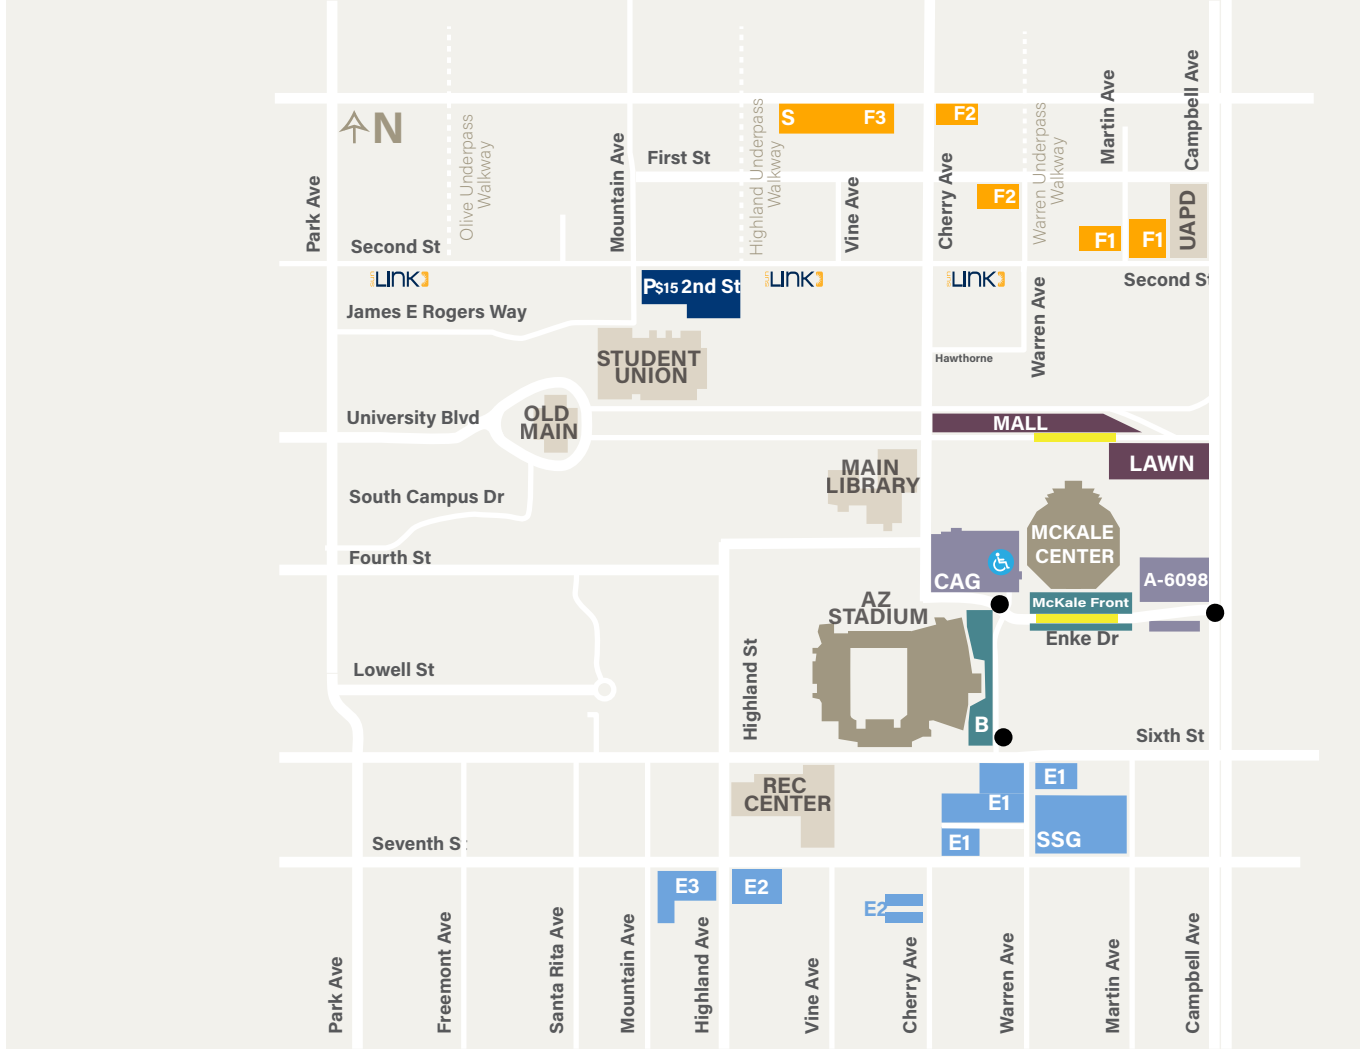 N
Park Ave
Olive Underpass
Walkway
Mountain Ave
First St
Highland Underpass
Walkway
S
F3
Vine Ave
F2
Cherry Ave
F2
Warren Underpass
Walkway
Martin Ave
Campbell Ave
F1
F1
UAPD
Second St
sun LINK
P$15 2nd St
sun LINK
sun LINK
Second St
James E Rogers Way
Warren Ave
Hawthorne
STUDENT
UNION
University Blvd
OLD
MAIN
MALL
LAWN
MAIN
LIBRARY
South Campus Dr
MCKALE
CENTER
Fourth St
CAG
A-6098
McKale Front
AZ
STADIUM
Enke Dr
Lowell St
Highland St
B
Sixth St
REC
CENTER
E1
E1
E1
SSG
Seventh S
E3
E2
E2
Park Ave
Freemont Ave
Santa Rita Ave
Mountain Ave
Highland Ave
Vine Ave
Cherry Ave
Warren Ave
Martin Ave
Campbell Ave